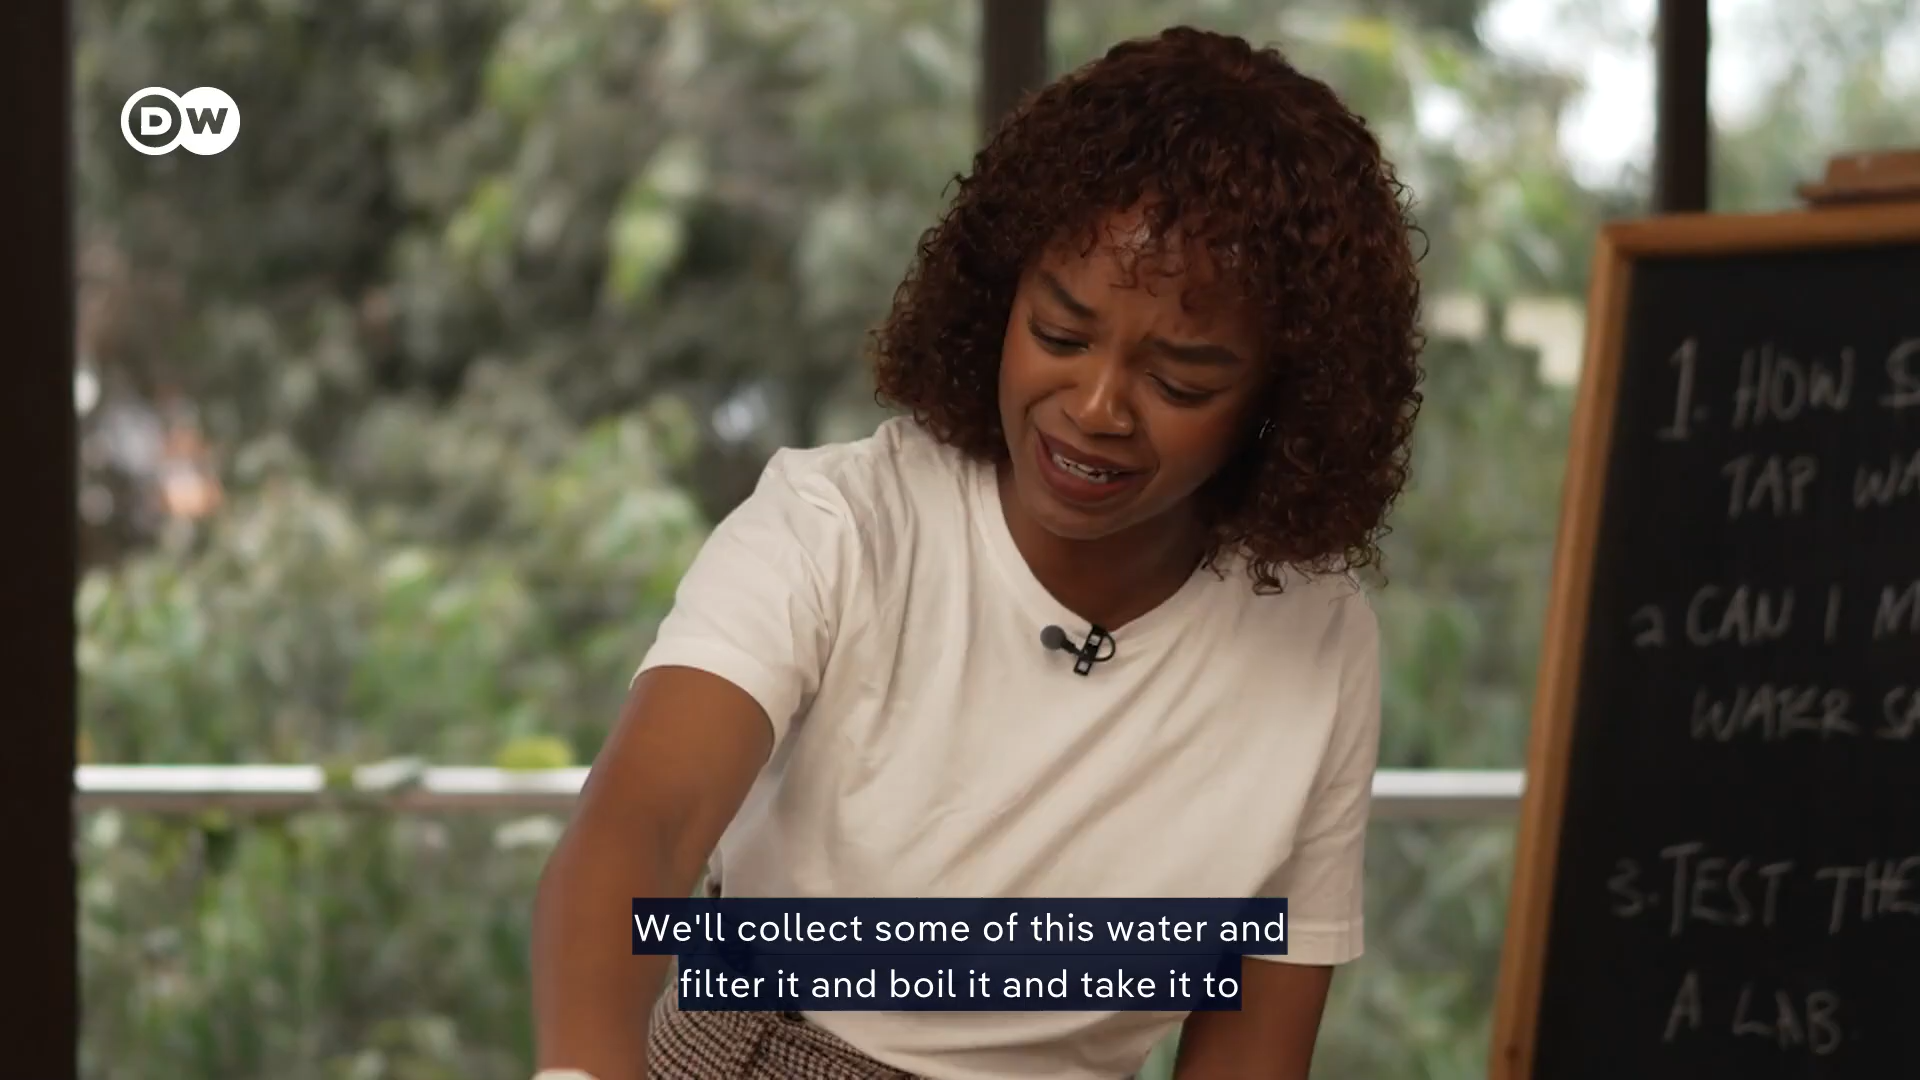 DW
1. HOW
TAP
2 CAN I
WATER
3. TEST THE
A LAB
We'll collect some of this water and
filter it and boil it and take it to